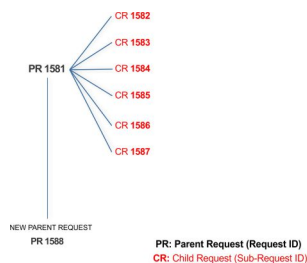 CR 1582
CR 1583
PR 1581
CR 1584
CR 1585
CR 1586
CR 1587
NEW PARENT REQUEST
PR 1588
PR: Parent Request (Request ID)
CR: Child Request (Sub-Request ID)